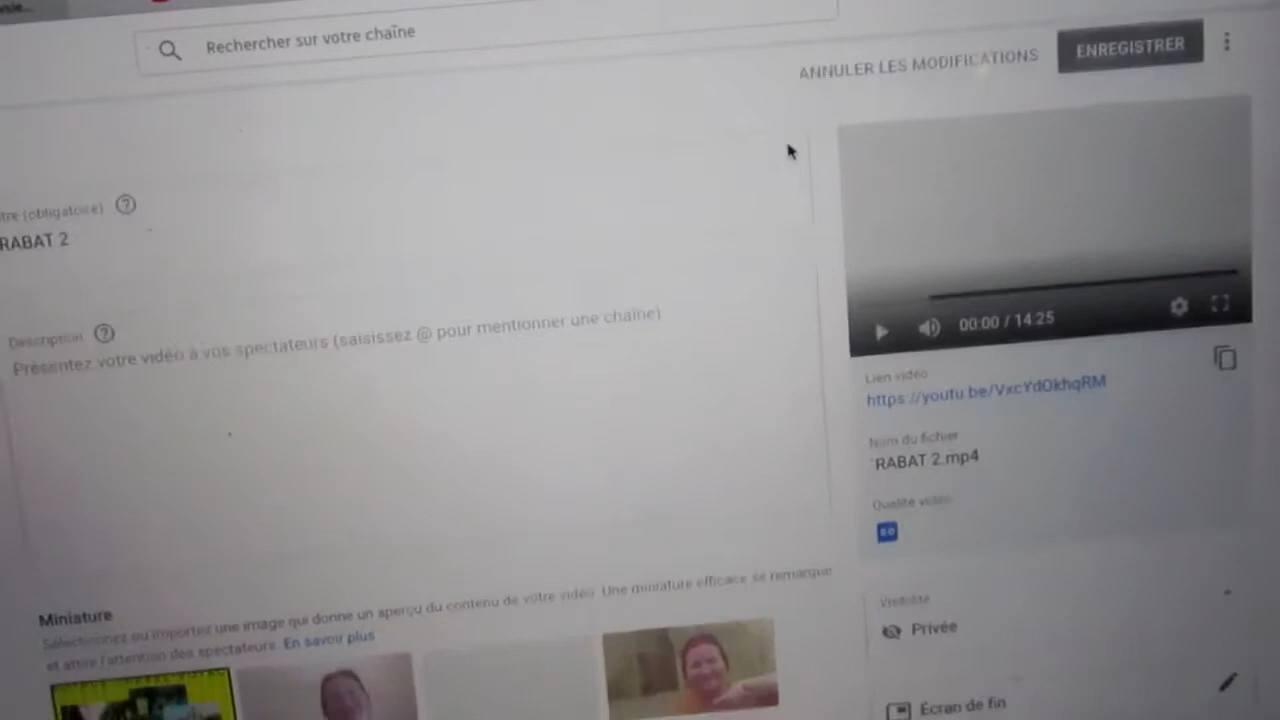 Rechercher sur votre chaîne
ANNULER LES MODIFICATIONS
ENREGISTRER
tre (obligatoire)
RABAT 2
Description
Présentez votre vidéo à vos spectateurs (saisissez @ pour mentionner une chaîne)
00:00 / 14:25
Lien vidéo
https://youtu.be/VxcYdOkhqRM
Nom du fichier
RABAT 2.mp4
Qualité vidéo
SD
Visibilité
Privée
Écran de fin
Miniature
Sélectionnez ou importez une image qui donne un aperçu du contenu de votre vidéo. Une miniature efficace se remarque
et attire l'attention des spectateurs. En savoir plus